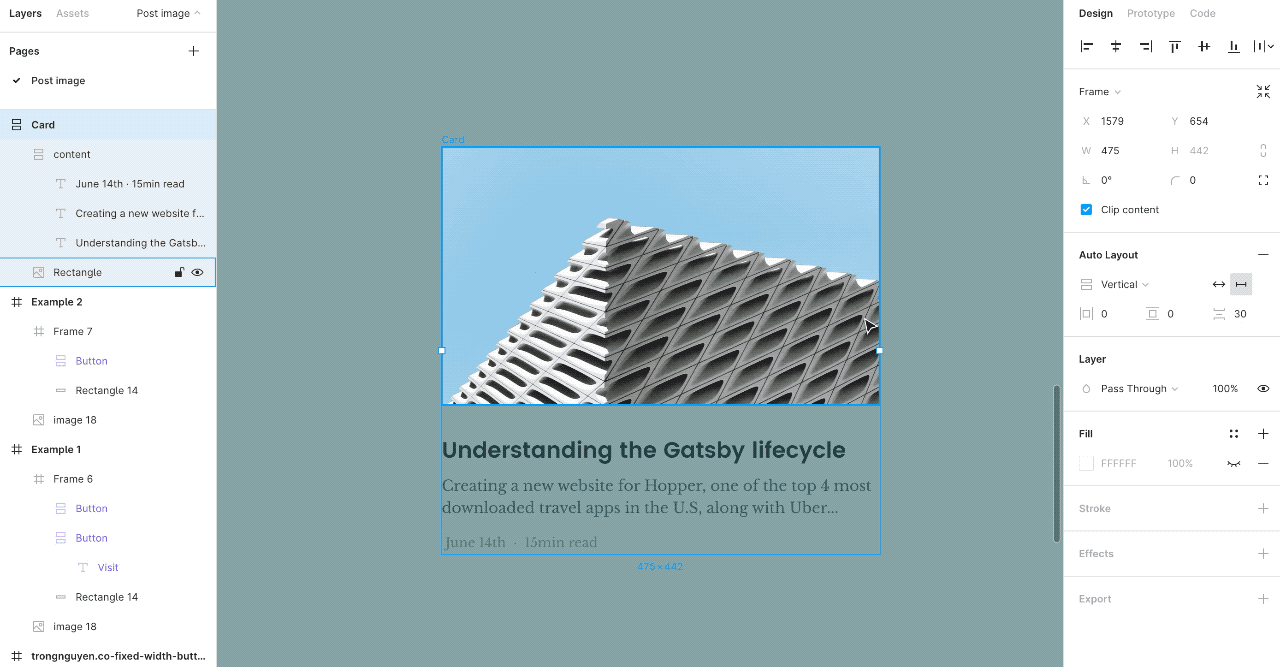 Layers Assets Post image
Pages
Post image
Card
content
June 14th · 15min read
Creating a new website f...
Understanding the Gatsb...
Rectangle
Example 2
Frame 7
Button
Rectangle 14
image 18
Example 1
Frame 6
Button
Button
Visit
Rectangle 14
image 18
trongnguyen.co-fixed-width-butt...
Card
Understanding the Gatsby lifecycle
Creating a new website for Hopper, one of the top 4 most
downloaded travel apps in the U.S, along with Uber...
June 14th · 15min read
475 x 442
Design Prototype Code
Frame
X 1579 Y 654
W 475 H 442
0° 0
Clip content
Auto Layout
Vertical
0 0 30
Layer
Pass Through 100%
Fill
FFFFFF 100%
Stroke
Effects
Export